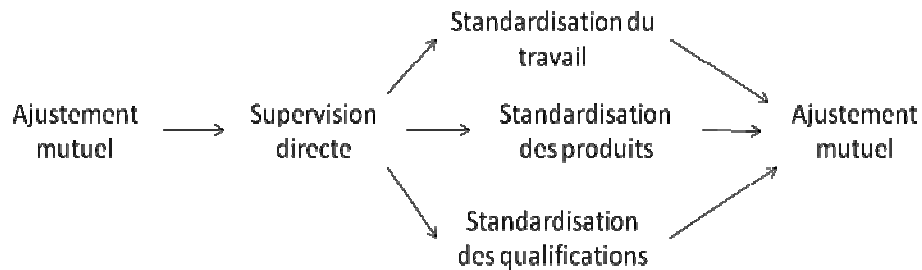 Standardisation du
travail
Ajustement
mutuel
Supervision
directe
Standardisation
des produits
Ajustement
mutuel
Standardisation
des qualifications